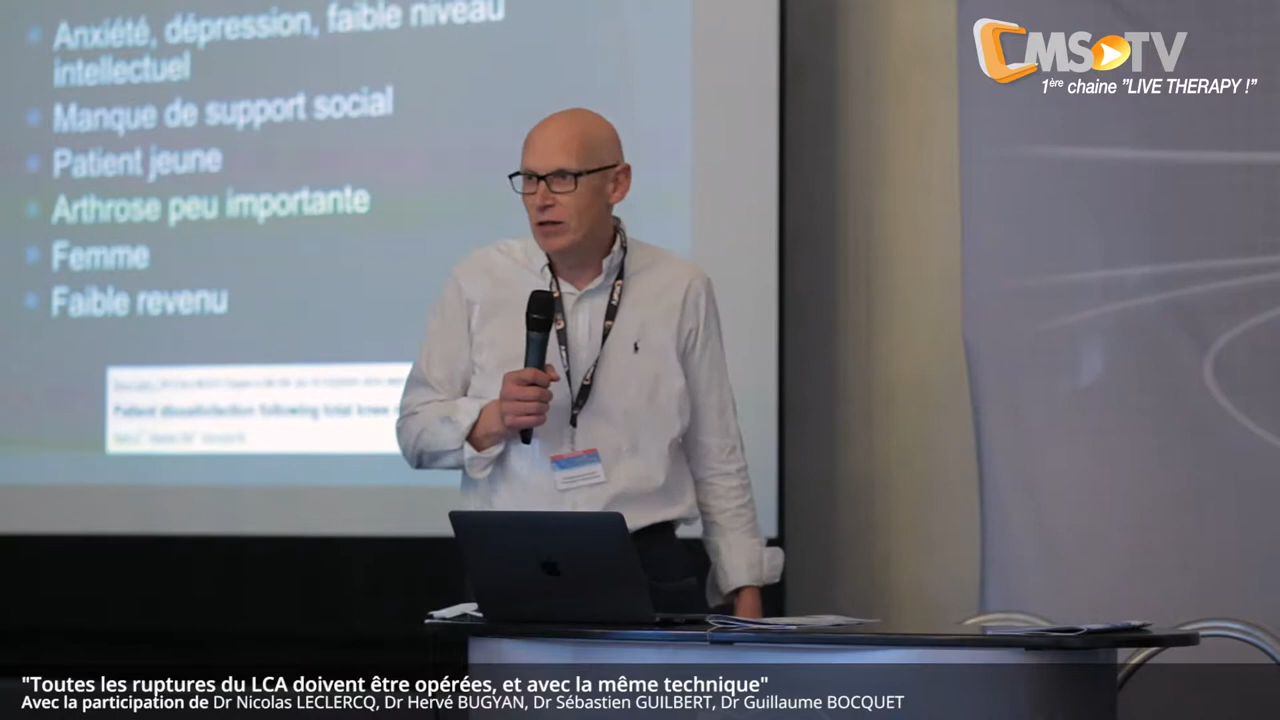 Anxiété, dépression, faible niveau
intellectuel
Manque de support social
Patient jeune
Arthrose peu importante
Femme
Faible revenu
Patient dissatisfaction following total knee
CMS TV
1ère chaine "LIVE THERAPY !"
"Toutes les ruptures du LCA doivent être opérées, et avec la même technique"
Avec la participation de Dr Nicolas LECLERCQ, Dr Hervé BUGYAN, Dr Sébastien GUILBERT, Dr Guillaume BOCQUET